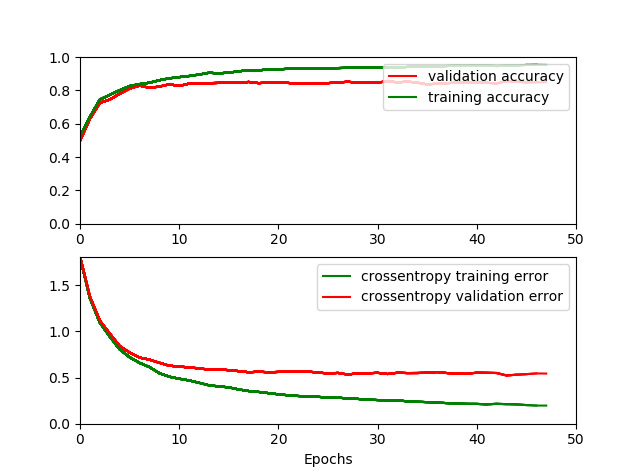 1.0
0.8
0.6
0.4
0.2
0.0
validation accuracy
training accuracy
0 10 20 30 40 50
1.5
1.0
0.5
0.0
crossentropy training error
crossentropy validation error
0 10 20 30 40 50
Epochs